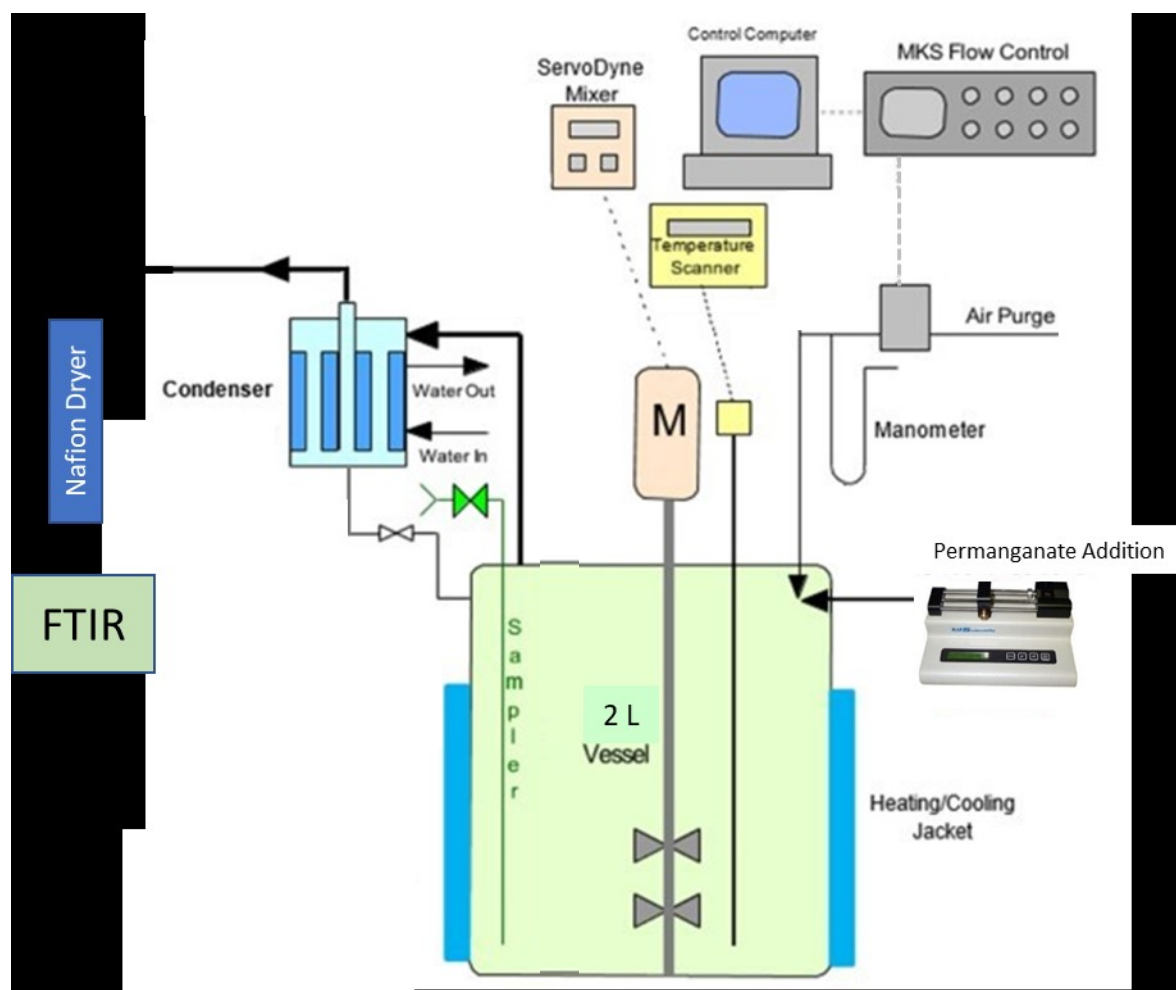 Control Computer
MKS Flow Control
ServoDyne
Mixer
Temperature
Scanner
Air Purge
Nafion Dryer
Condenser
Water Out
Water In
M
Manometer
Permanganate Addition
FTIR
Sampler
2 L
Vessel
Heating/Cooling
Jacket